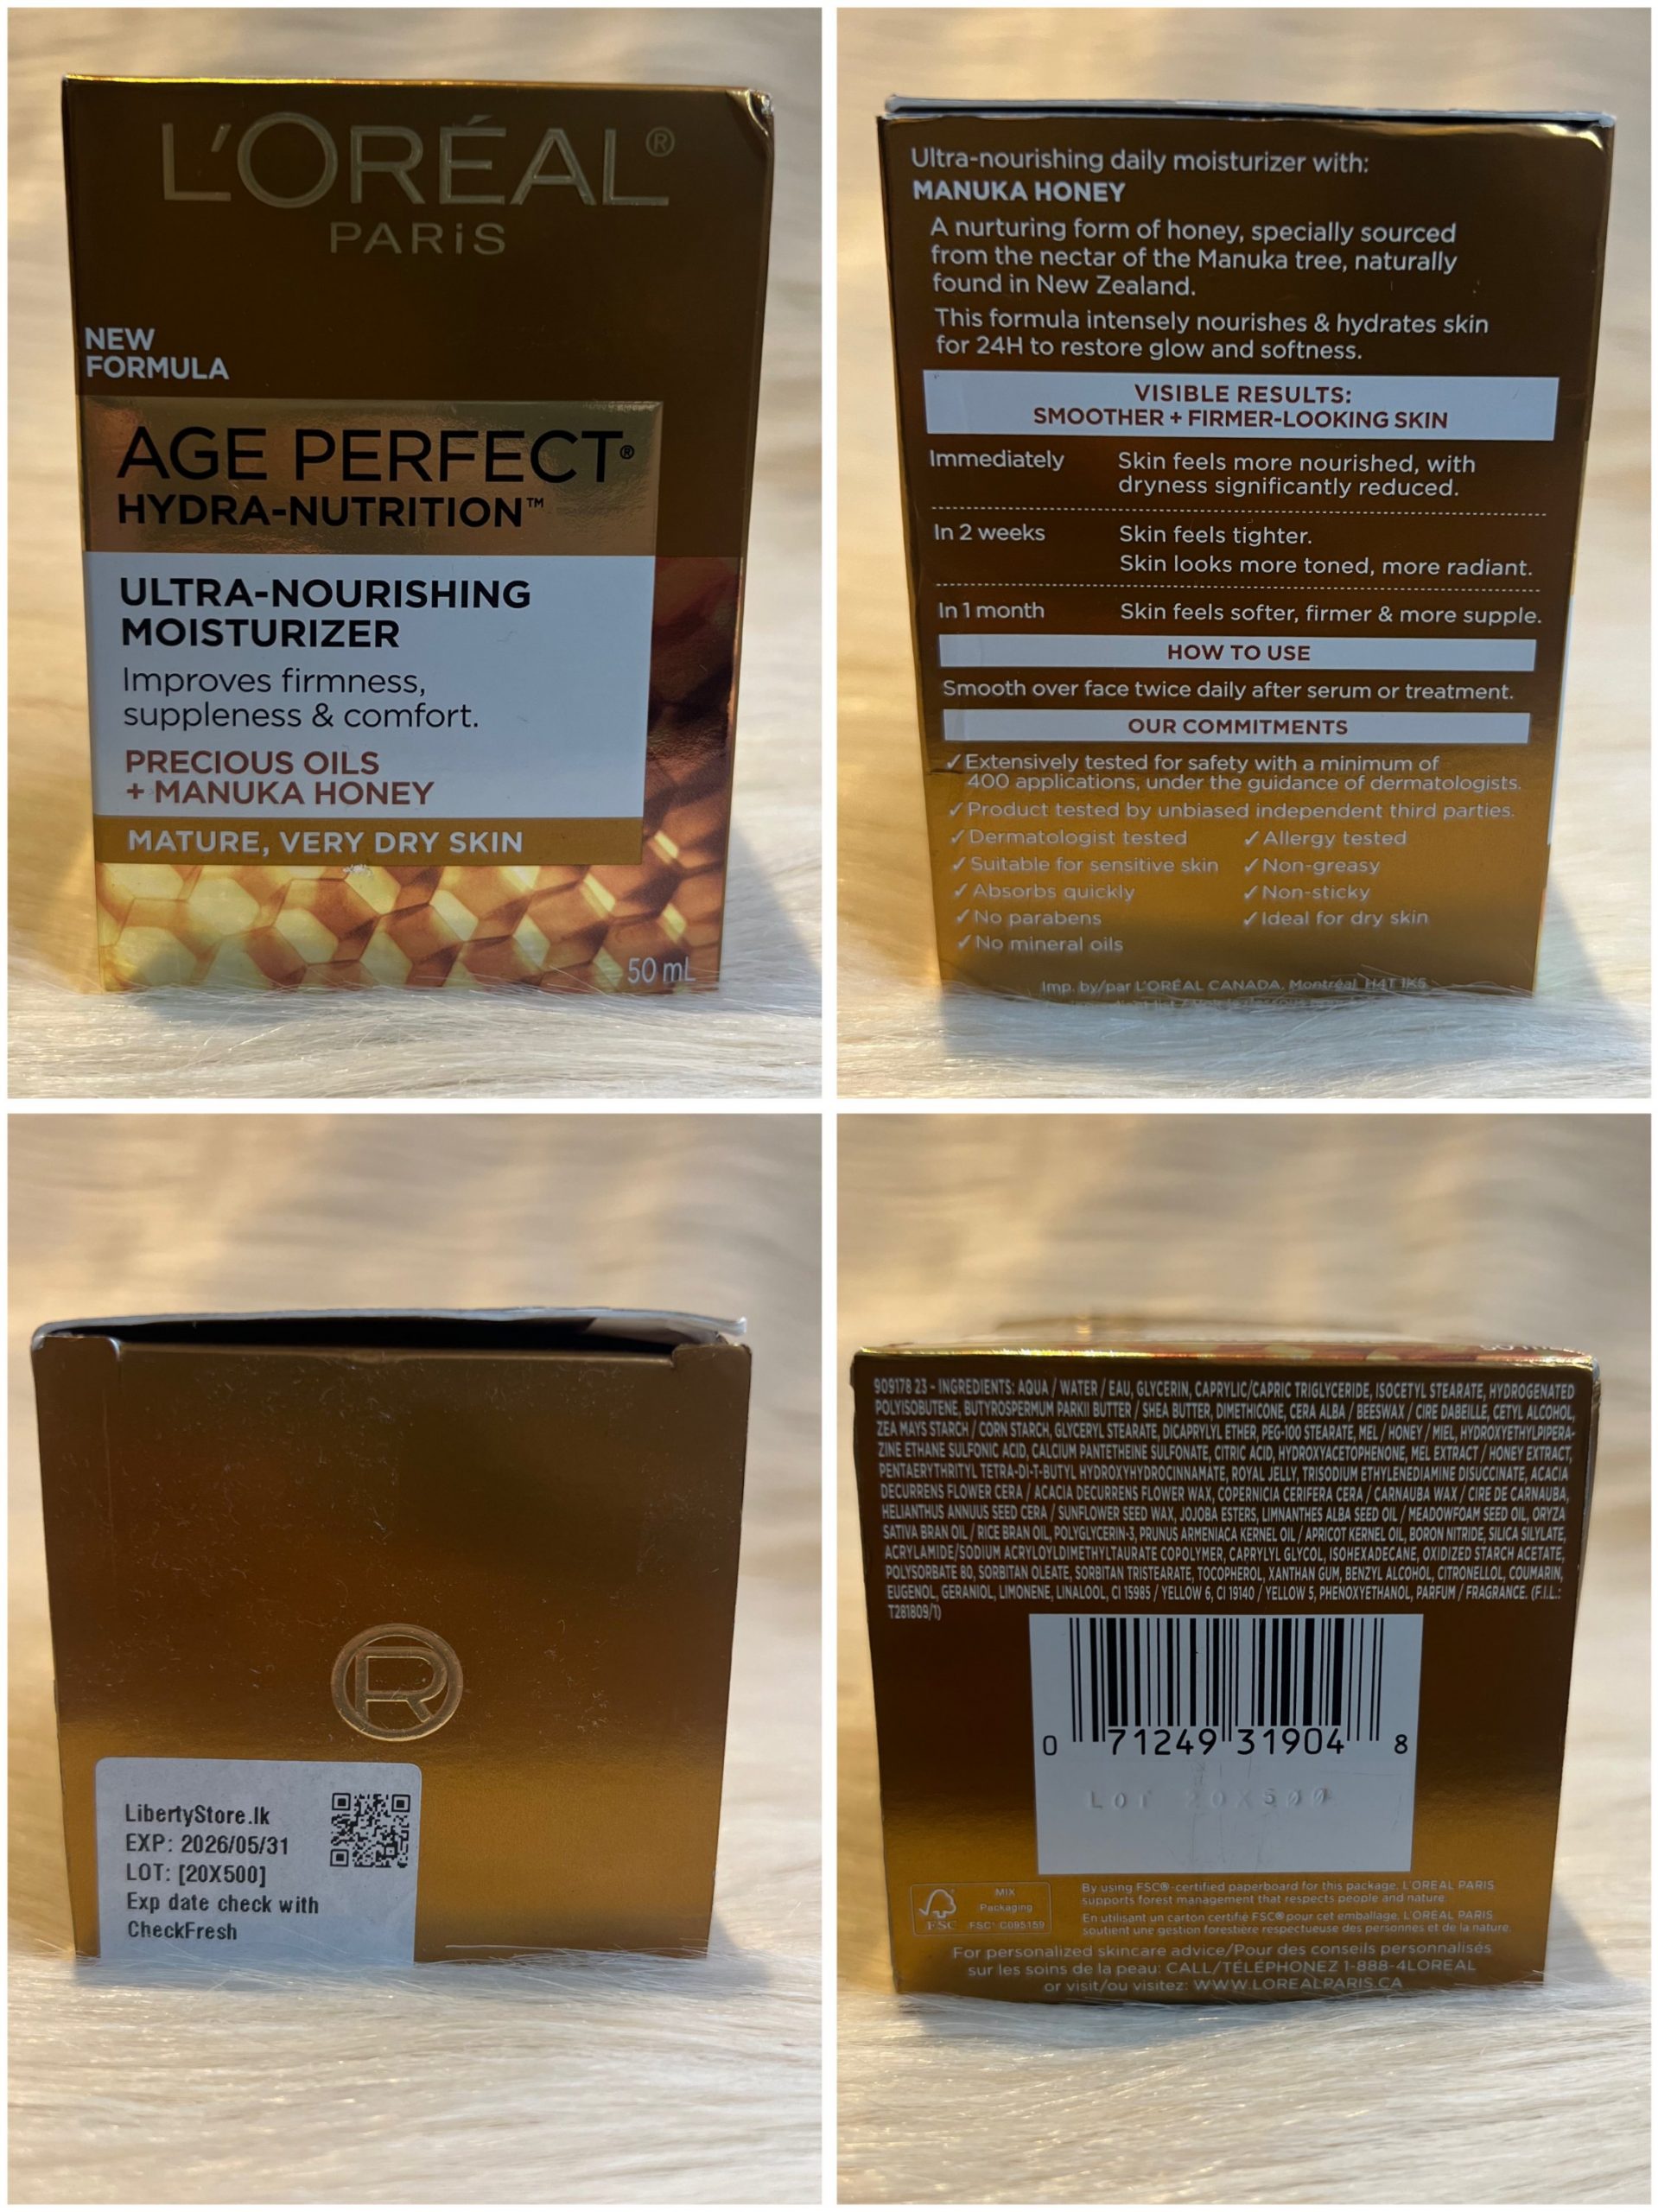 L'ORÉAL®
PARiS
NEW
FORMULA
AGE PERFECT®
HYDRA-NUTRITION™
ULTRA-NOURISHING
MOISTURIZER
Improves firmness,
suppleness & comfort.
PRECIOUS OILS
+ MANUKA HONEY
MATURE, VERY DRY SKIN
50 mL
Ultra-nourishing daily moisturizer with:
MANUKA HONEY
A nurturing form of honey, specially sourced
from the nectar of the Manuka tree, naturally
found in New Zealand.
This formula intensely nourishes & hydrates skin
for 24H to restore glow and softness.
VISIBLE RESULTS:
SMOOTHER + FIRMER-LOOKING SKIN
Immediately Skin feels more nourished, with
dryness significantly reduced.
In 2 weeks Skin feels tighter.
Skin looks more toned, more radiant.
In 1 month Skin feels softer, firmer & more supple.
HOW TO USE
Smooth over face twice daily after serum or treatment.
OUR COMMITMENTS
✓ Extensively tested for safety with a minimum of
400 applications, under the guidance of dermatologists.
✓ Product tested by unbiased independent third parties.
✓ Dermatologist tested ✓ Allergy tested
✓ Suitable for sensitive skin ✓ Non-greasy
✓ Absorbs quickly ✓ Non-sticky
✓ No parabens ✓ Ideal for dry skin
✓ No mineral oils
Imp. by/par L'ORÉAL CANADA, Montréal H4T 1K5
R
LibertyStore.lk
EXP: 2026/05/31
LOT: [20X500]
Exp date check with
CheckFresh
909178 23 - INGREDIENTS: AQUA / WATER / EAU, GLYCERIN, CAPRYLIC/CAPRIC TRIGLYCERIDE, ISOCETYL STEARATE, HYDROGENATED
POLYISOBUTENE, BUTYROSPERMUM PARKII BUTTER / SHEA BUTTER, DIMETHICONE, CERA ALBA / BEESWAX / CIRE DABEILLE, CETYL ALCOHOL,
ZEA MAYS STARCH / CORN STARCH, GLYCERYL STEARATE, DICAPRYLYL ETHER, PEG-100 STEARATE, MEL / HONEY / MIEL, HYDROXYETHYLPIPERA-
ZINE ETHANE SULFONIC ACID, CALCIUM PANTETHEINE SULFONATE, CITRIC ACID, HYDROXYACETOPHENONE, MEL EXTRACT / HONEY EXTRACT,
PENTAERYTHRITYL TETRA-DI-T-BUTYL HYDROXYHYDROCINNAMATE, ROYAL JELLY, TRISODIUM ETHYLENEDIAMINE DISUCCINATE, ACACIA
DECURRENS FLOWER CERA / ACACIA DECURRENS FLOWER WAX, COPERNICIA CERIFERA CERA / CARNAUBA WAX / CIRE DE CARNAUBA,
HELIANTHUS ANNUUS SEED CERA / SUNFLOWER SEED WAX, JOJOBA ESTERS, LIMNANTHES ALBA SEED OIL / MEADOWFOAM SEED OIL, ORYZA
SATIVA BRAN OIL / RICE BRAN OIL, POLYGLYCERIN-3, PRUNUS ARMENIACA KERNEL OIL / APRICOT KERNEL OIL, BORON NITRIDE, SILICA SILYLATE,
ACRYLAMIDE/SODIUM ACRYLOYLDIMETHYLTAURATE COPOLYMER, CAPRYLYL GLYCOL, ISOHEXADECANE, OXIDIZED STARCH ACETATE,
POLYSORBATE 80, SORBITAN OLEATE, SORBITAN TRISTEARATE, TOCOPHEROL, XANTHAN GUM, BENZYL ALCOHOL, CITRONELLOL, COUMARIN,
EUGENOL, GERANIOL, LIMONENE, LINALOOL, CI 15985 / YELLOW 6, CI 19140 / YELLOW 5, PHENOXYETHANOL, PARFUM / FRAGRANCE. (F.I.L.:
T281809/1)
0 71249 31904 8
LOT 20X500
FSC MIX
Packaging
FSC® C095159
By using FSC®-certified paperboard for this package, L'ORÉAL PARIS
supports forest management that respects people and nature.
En utilisant un carton certifié FSC® pour cet emballage, L'ORÉAL PARIS
soutient une gestion forestière respectueuse des personnes et de la nature.
For personalized skincare advice/Pour des conseils personnalisés
sur les soins de la peau: CALL/TÉLÉPHONEZ 1-888-4LOREAL
or visit/ou visitez: WWW.LOREALPARIS.CA